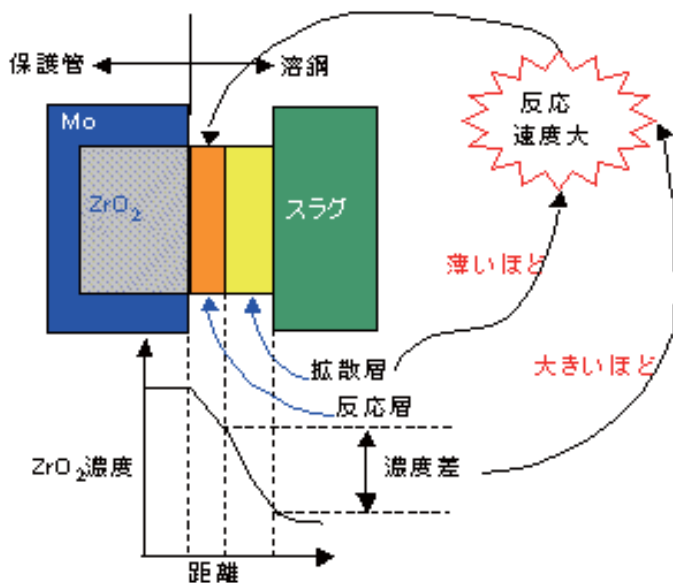 保護管
溶鋼
Mo
ZrO2
スラグ
反応
速度大
薄いほど
大きいほど
拡散層
反応層
ZrO2濃度
濃度差
距離